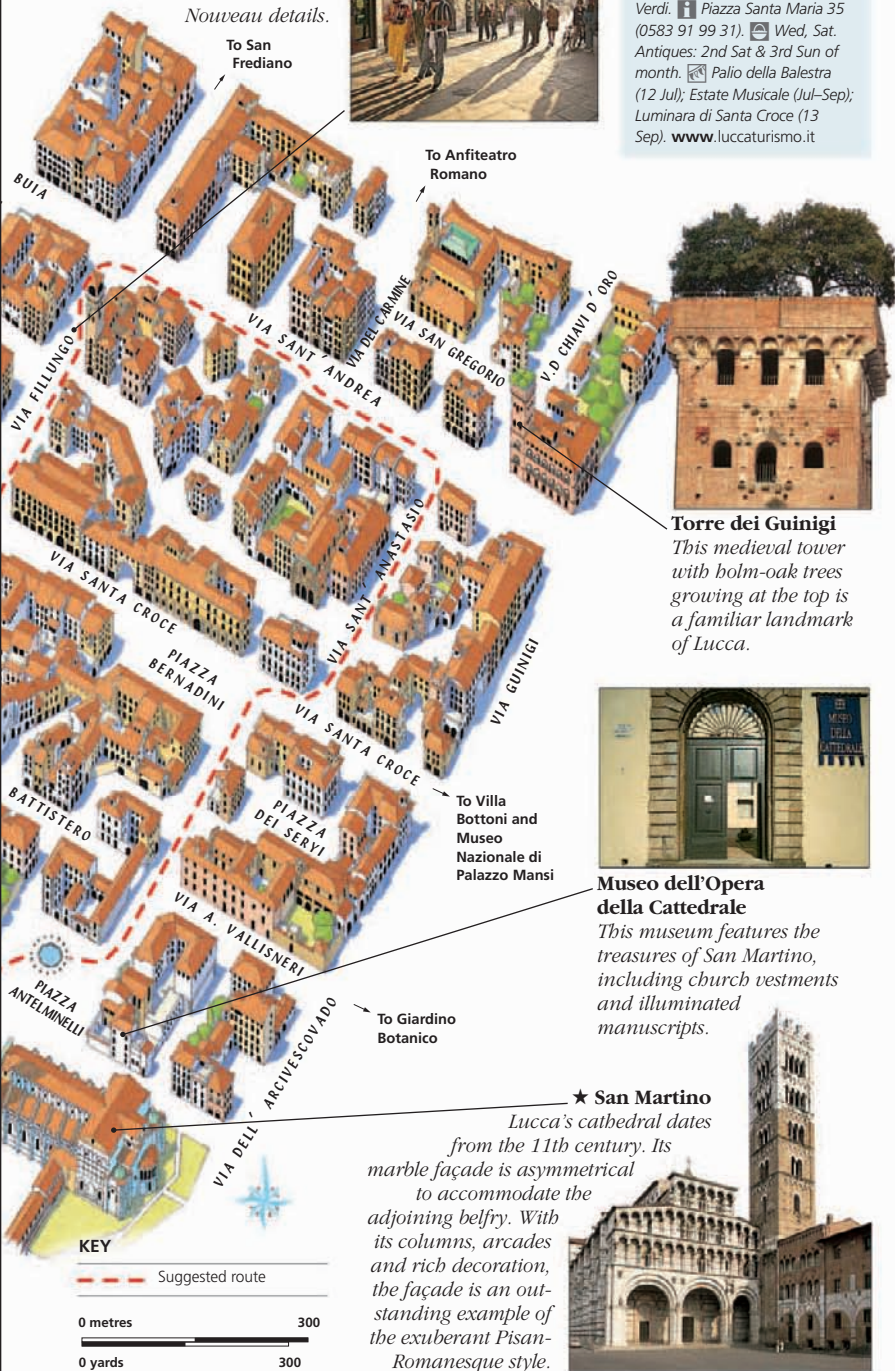 Nouveau details.
Verdi. Piazza Santa Maria 35
(0583 91 99 31). Wed, Sat.
Antiques: 2nd Sat & 3rd Sun of
month. Palio della Balestra
(12 Jul); Estate Musicale (Jul–Sep);
Luminara di Santa Croce (13
Sep). www.luccaturismo.it
To San
Frediano
To Anfiteatro
Romano
BUIA
VIA FILLUNGO
VIA SANT'ANDREA
VIA DEL CARMINE
VIA SAN GREGORIO
V.D CHIAVI D'ORO
Torre dei Guinigi
This medieval tower
with holm-oak trees
growing at the top is
a familiar landmark
of Lucca.
VIA SANTA CROCE
VIA SANT'ANASTASIO
PIAZZA
BERNADINI
VIA GUINIGI
VIA SANTA CROCE
MUSEO
DELLA
CATTEDRALE
BATTISTERO
PIAZZA
DEI SERVI
To Villa
Bottoni and
Museo
Nazionale di
Palazzo Mansi
VIA A. VALLISNERI
Museo dell'Opera
della Cattedrale
This museum features the
treasures of San Martino,
including church vestments
and illuminated
manuscripts.
PIAZZA
ANTELMINELLI
To Giardino
Botanico
VIA DELL' ARCIVESCOVADO
★ San Martino
Lucca's cathedral dates
from the 11th century. Its
marble façade is asymmetrical
to accommodate the
adjoining belfry. With
its columns, arcades
and rich decoration,
the façade is an out-
standing example of
the exuberant Pisan-
Romanesque style.
KEY
Suggested route
0 metres 300
0 yards 300